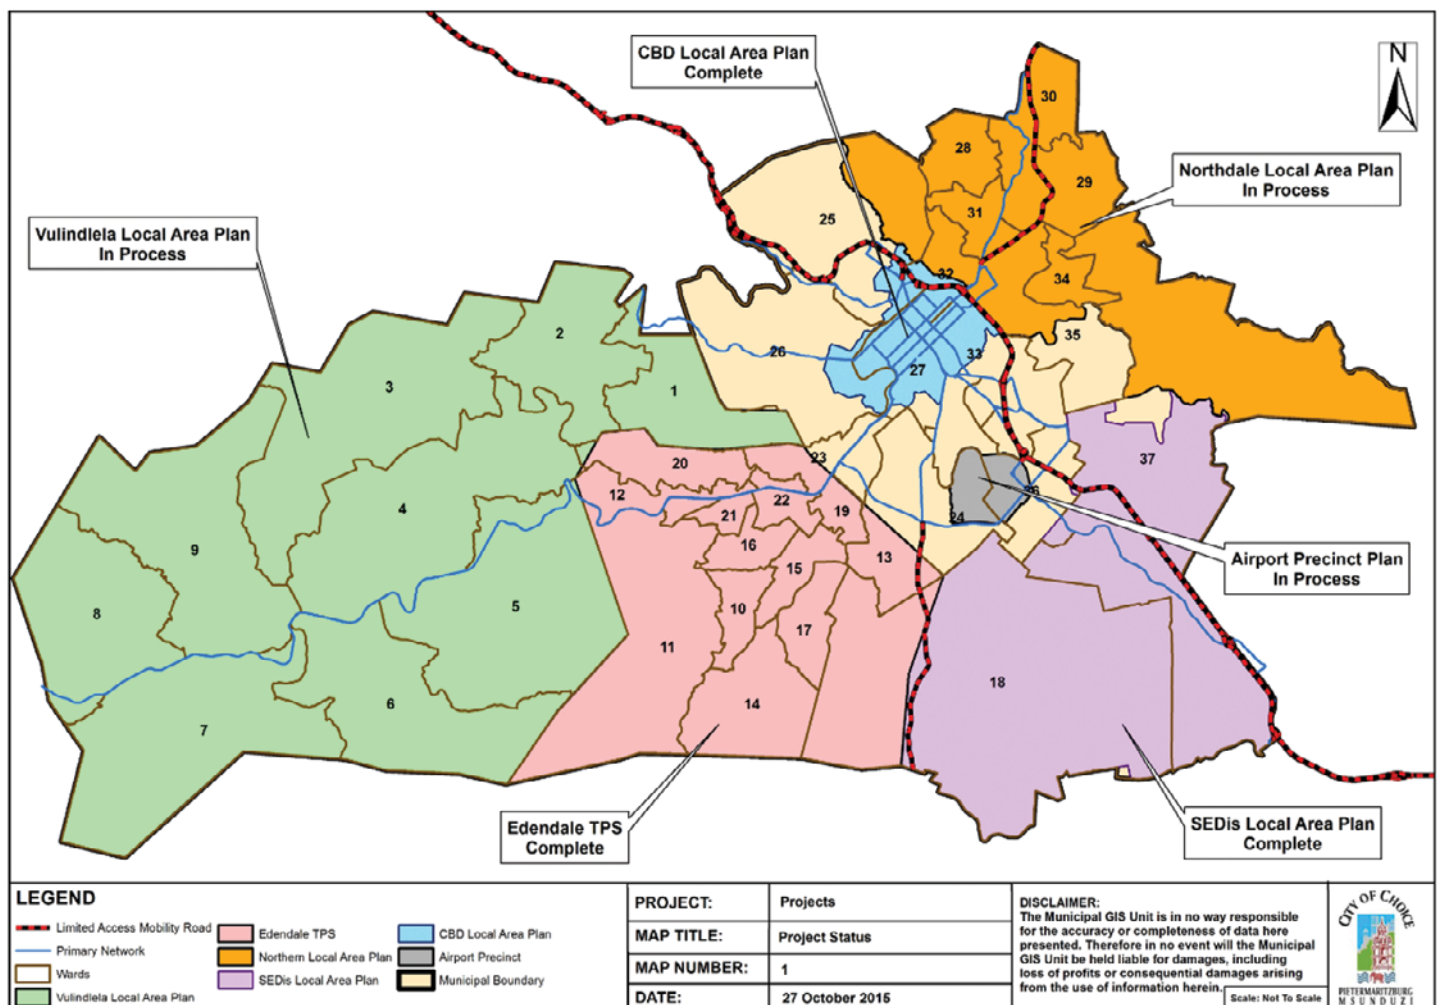 CBD Local Area Plan
Complete
N
Northdale Local Area Plan
In Process
Vulindlela Local Area Plan
In Process
30
28
29
25
31
32
34
2
35
26
33
3
27
1
23
37
20
12
22
4
21
19
24
16
13
9
15
Airport Precinct Plan
In Process
8
5
10
17
11
18
6
14
7
Edendale TPS
Complete
SEDis Local Area Plan
Complete
LEGEND
Limited Access Mobility Road
Primary Network
Wards
Vulindlela Local Area Plan
Edendale TPS
Northern Local Area Plan
SEDis Local Area Plan
CBD Local Area Plan
Airport Precinct
Municipal Boundary
PROJECT: Projects
MAP TITLE: Project Status
MAP NUMBER: 1
DATE: 27 October 2015
DISCLAIMER:
The Municipal GIS Unit is in no way responsible
for the accuracy or completeness of data here
presented. Therefore in no event will the Municipal
GIS Unit be held liable for damages, including
loss of profits or consequential damages arising
from the use of information herein.
Scale: Not To Scale
CITY OF CHOICE
PIETERMARITZBURG
MSUNDUZI